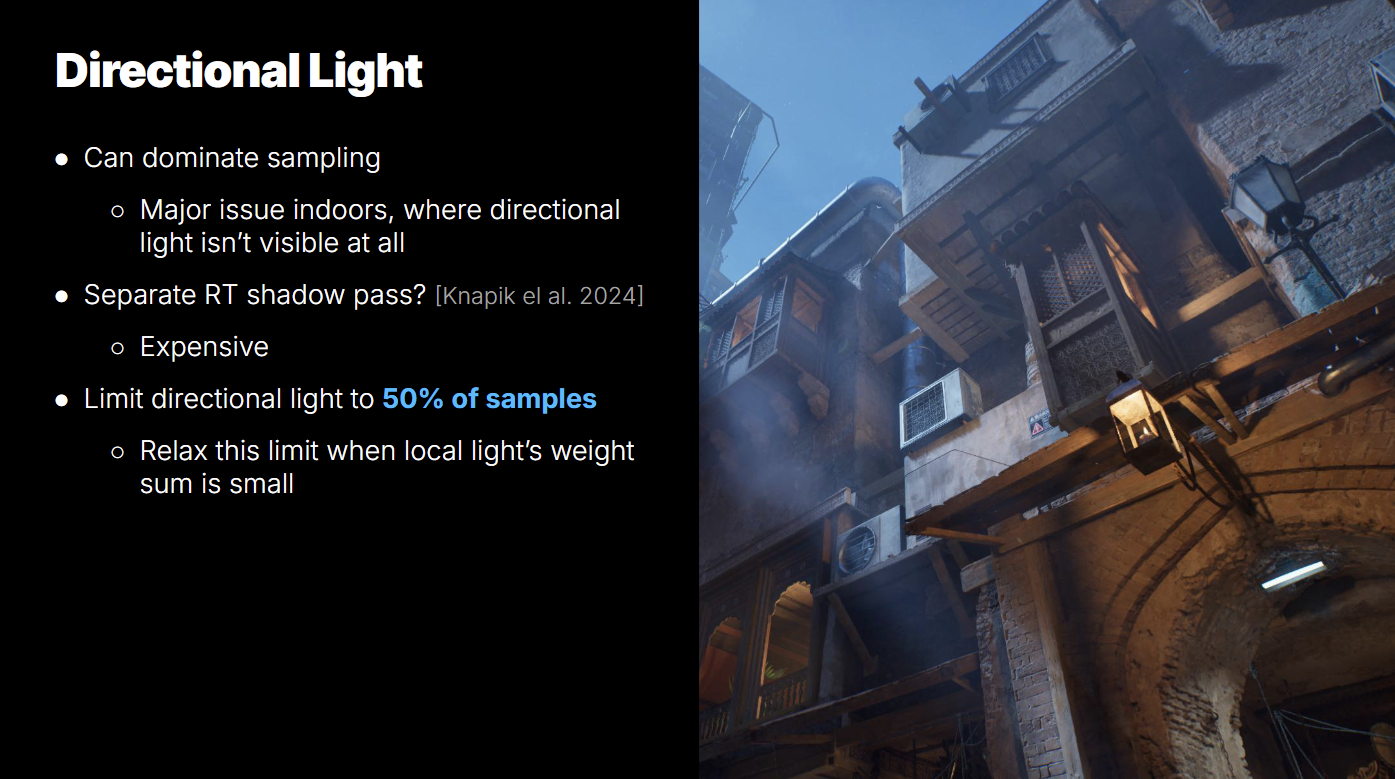 Directional Light
● Can dominate sampling
○ Major issue indoors, where directional
light isn’t visible at all
● Separate RT shadow pass? [Knapik el al. 2024]
○ Expensive
● Limit directional light to 50% of samples
○ Relax this limit when local light’s weight
sum is small